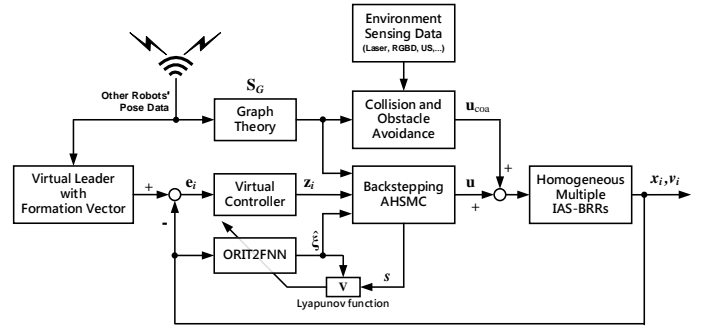 Environment
Sensing Data
(Laser, RGBD, US,...)
Other Robots'
Pose Data
S_G
Graph
Theory
Collision and
Obstacle
Avoidance
u_coa
Virtual Leader
with
Formation Vector
+
-
e_i
Virtual
Controller
z_i
Backstepping
AHSMC
u
+
+
Homogeneous
Multiple
IAS-BRRs
x_i, v_i
ORIT2FNN
ξ̂
V
s
Lyapunov function